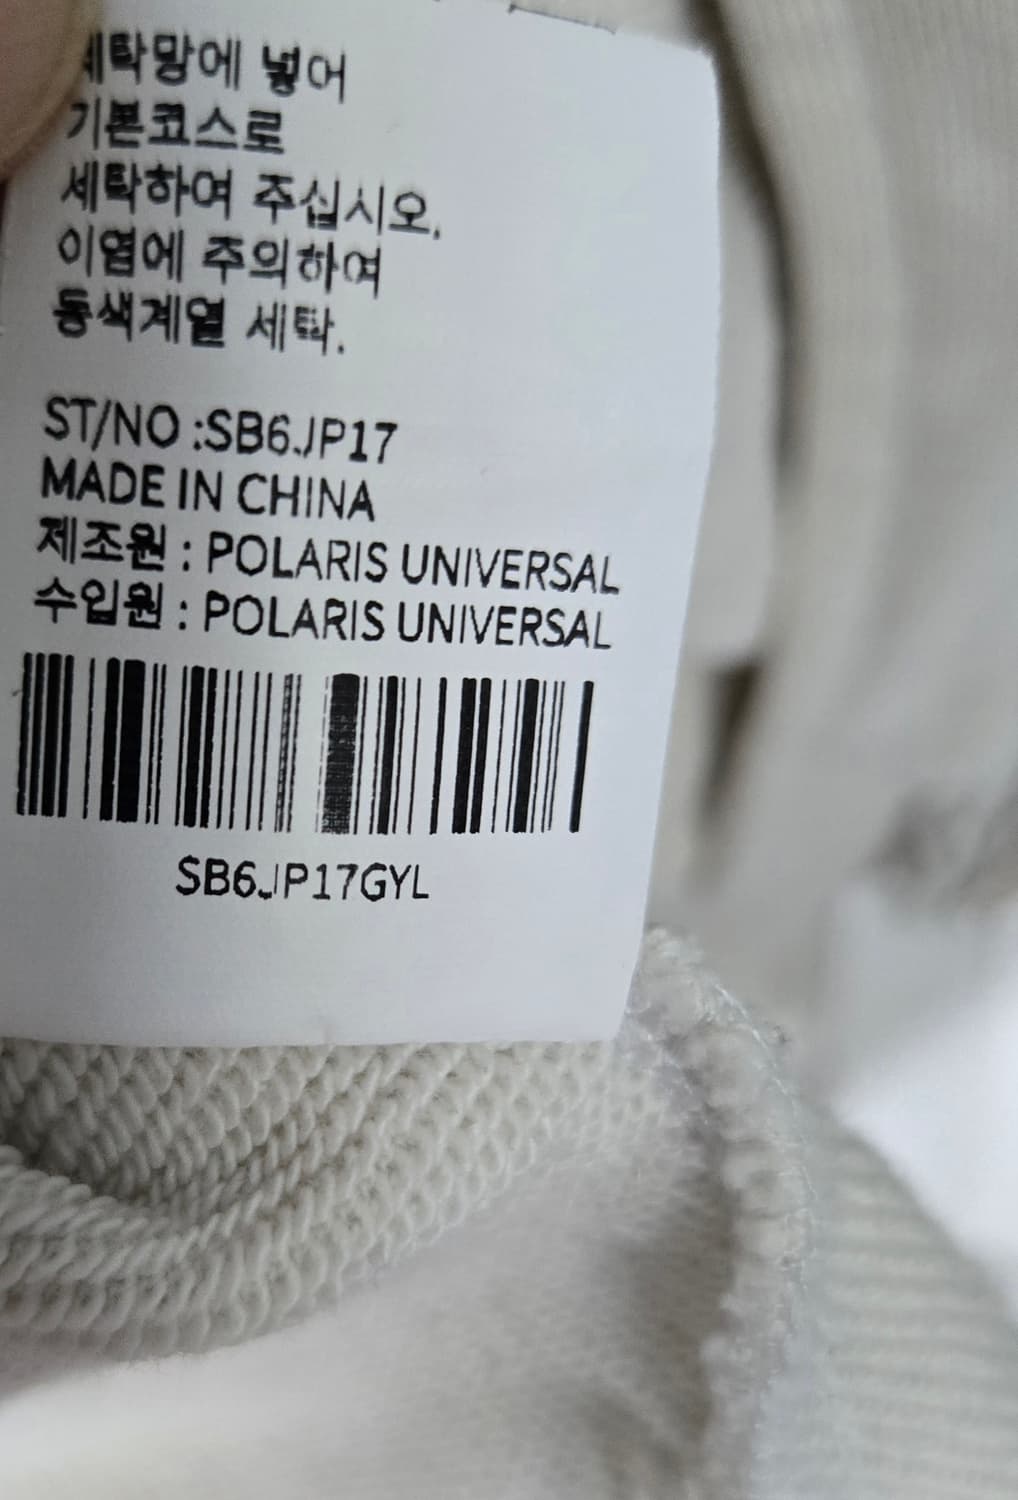 세탁망에 넣어
기본코스로
세탁하여 주십시오.
이염에 주의하여
동색계열 세탁.
ST/NO :SB6JP17
MADE IN CHINA
제조원 : POLARIS UNIVERSAL
수입원 : POLARIS UNIVERSAL
SB6JP17GYL